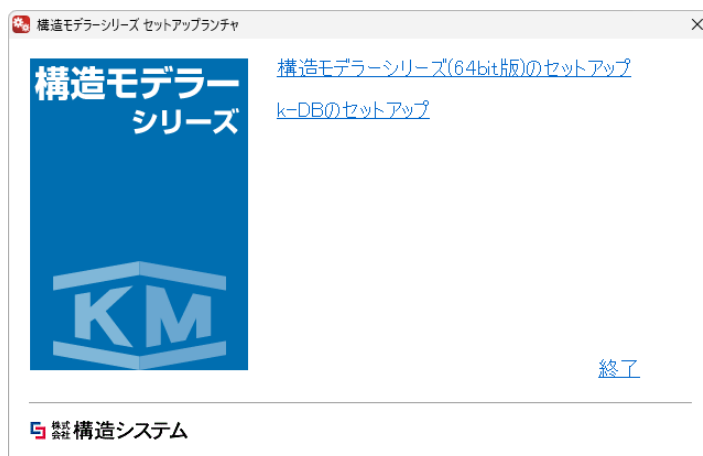 構造モデラーシリーズ セットアップランチャ
構造モデラー
シリーズ
構造モデラーシリーズ(64bit版)のセットアップ
k-DBのセットアップ
KM
終了
株式会社 構造システム